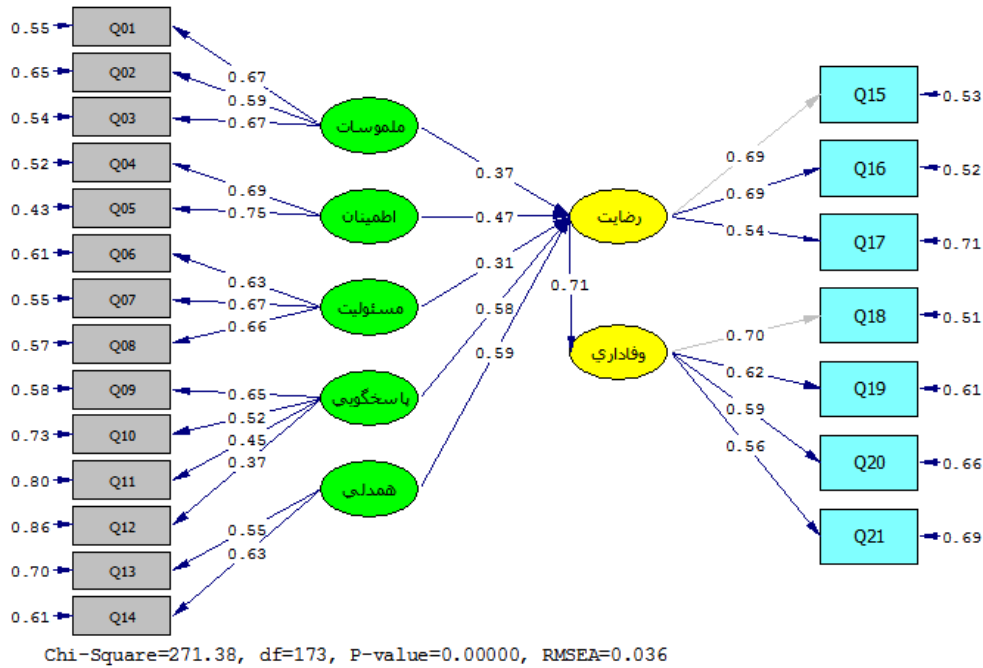 0.55
Q01
0.65
Q02
0.54
Q03
0.52
Q04
0.43
Q05
0.61
Q06
0.55
Q07
0.57
Q08
0.58
Q09
0.73
Q10
0.80
Q11
0.86
Q12
0.70
Q13
0.61
Q14
0.67
0.59
0.67
0.69
0.75
0.63
0.67
0.66
0.65
0.52
0.45
0.37
0.55
0.63
ملموسات
اطمينان
مسئوليت
پاسخگويی
همدلي
0.37
0.47
0.31
0.58
0.59
رضايت
0.71
وفاداري
0.69
0.69
0.54
0.70
0.62
0.59
0.56
Q15
0.53
Q16
0.52
Q17
0.71
Q18
0.51
Q19
0.61
Q20
0.66
Q21
0.69
Chi-Square=271.38, df=173, P-value=0.00000, RMSEA=0.036